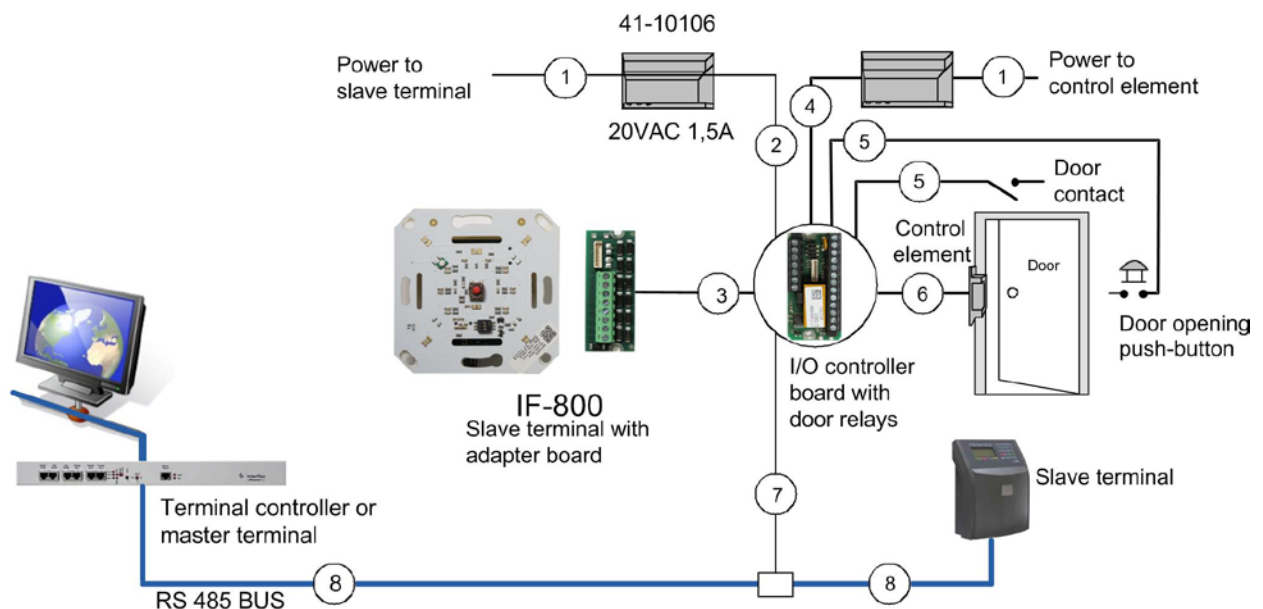 41-10106
Power to
slave terminal
1
1
Power to
control element
4
20VAC 1,5A
2
5
5
Door
contact
Control
element
Door
3
6
Door opening
push-button
I/O controller
board with
door relays
IF-800
Slave terminal with
adapter board
Slave terminal
7
Terminal controller or
master terminal
8
8
RS 485 BUS